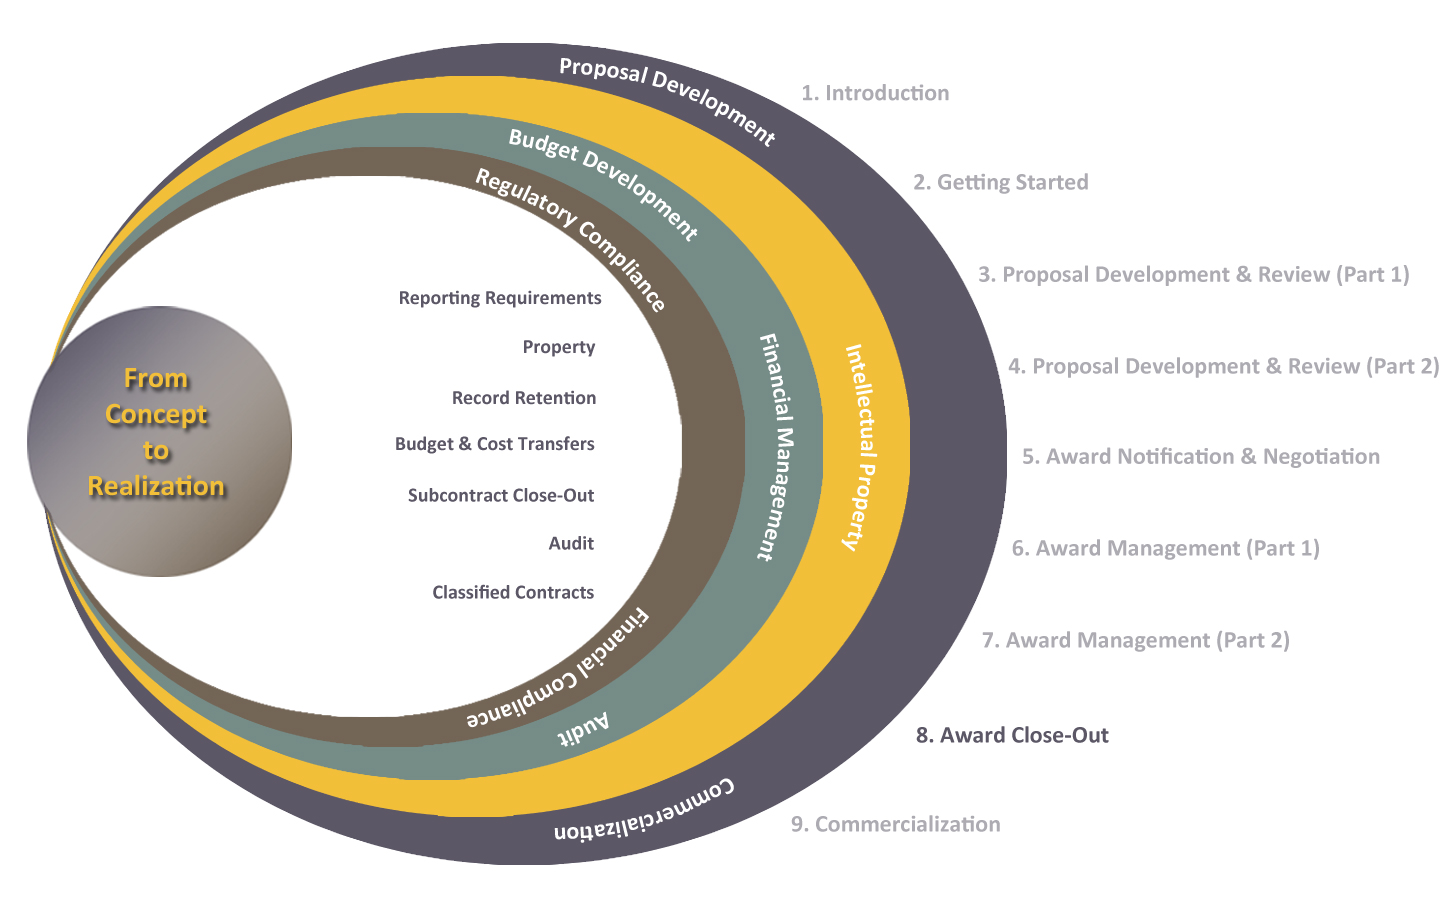 Proposal Development
Budget Development
Regulatory Compliance
Financial Management
Intellectual Property
Financial Compliance
Audit
Commercialization
From
Concept
to
Realization
Reporting Requirements
Property
Record Retention
Budget & Cost Transfers
Subcontract Close-Out
Audit
Classified Contracts
1. Introduction
2. Getting Started
3. Proposal Development & Review (Part 1)
4. Proposal Development & Review (Part 2)
5. Award Notification & Negotiation
6. Award Management (Part 1)
7. Award Management (Part 2)
8. Award Close-Out
9. Commercialization